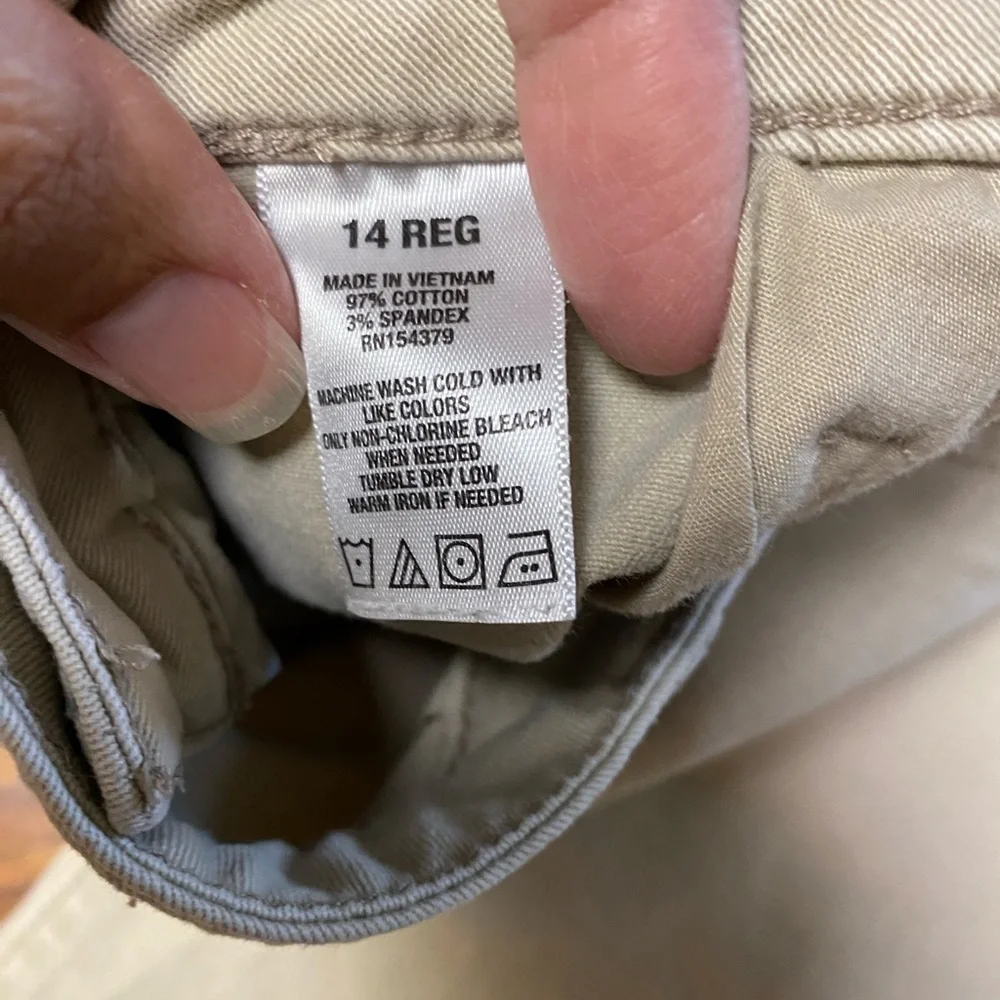 14 REG
MADE IN VIETNAM
97% COTTON
3% SPANDEX
RN154379
MACHINE WASH COLD WITH
LIKE COLORS
ONLY NON-CHLORINE BLEACH
WHEN NEEDED
TUMBLE DRY LOW
WARM IRON IF NEEDED